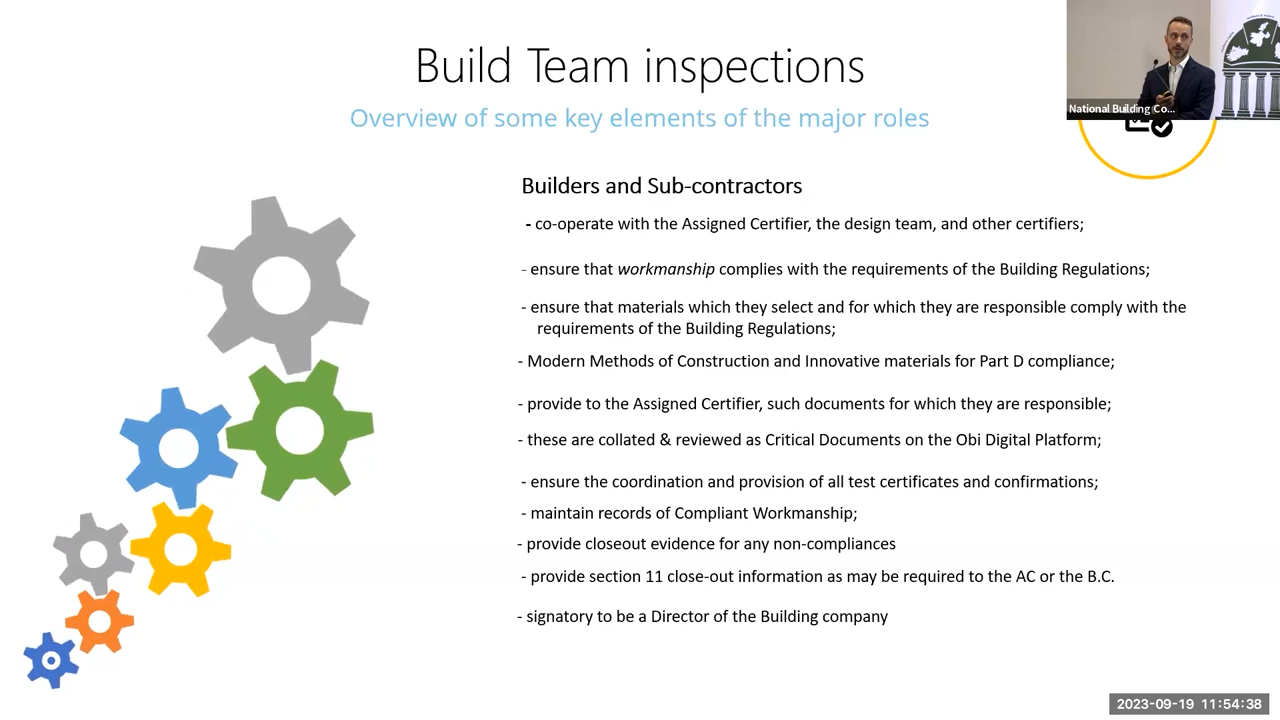 Build Team inspections
Overview of some key elements of the major roles
National Building Co...
Builders and Sub-contractors
- co-operate with the Assigned Certifier, the design team, and other certifiers;
- ensure that workmanship complies with the requirements of the Building Regulations;
- ensure that materials which they select and for which they are responsible comply with the
requirements of the Building Regulations;
- Modern Methods of Construction and Innovative materials for Part D compliance;
- provide to the Assigned Certifier, such documents for which they are responsible;
- these are collated & reviewed as Critical Documents on the Obi Digital Platform;
- ensure the coordination and provision of all test certificates and confirmations;
- maintain records of Compliant Workmanship;
- provide closeout evidence for any non-compliances
- provide section 11 close-out information as may be required to the AC or the B.C.
- signatory to be a Director of the Building company
2023-09-19 11:54:38